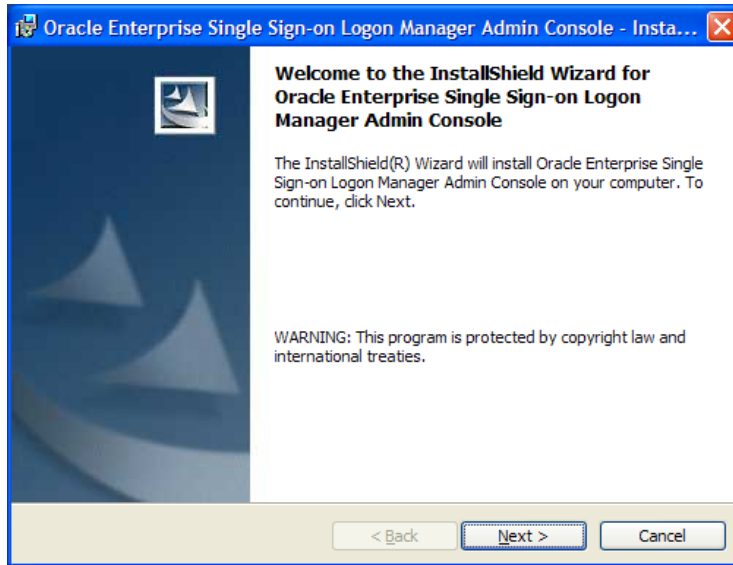 Oracle Enterprise Single Sign-on Logon Manager Admin Console - Insta...
Welcome to the InstallShield Wizard for
Oracle Enterprise Single Sign-on Logon
Manager Admin Console
The InstallShield(R) Wizard will install Oracle Enterprise Single
Sign-on Logon Manager Admin Console on your computer. To
continue, click Next.
WARNING: This program is protected by copyright law and
international treaties.
< Back
Next >
Cancel